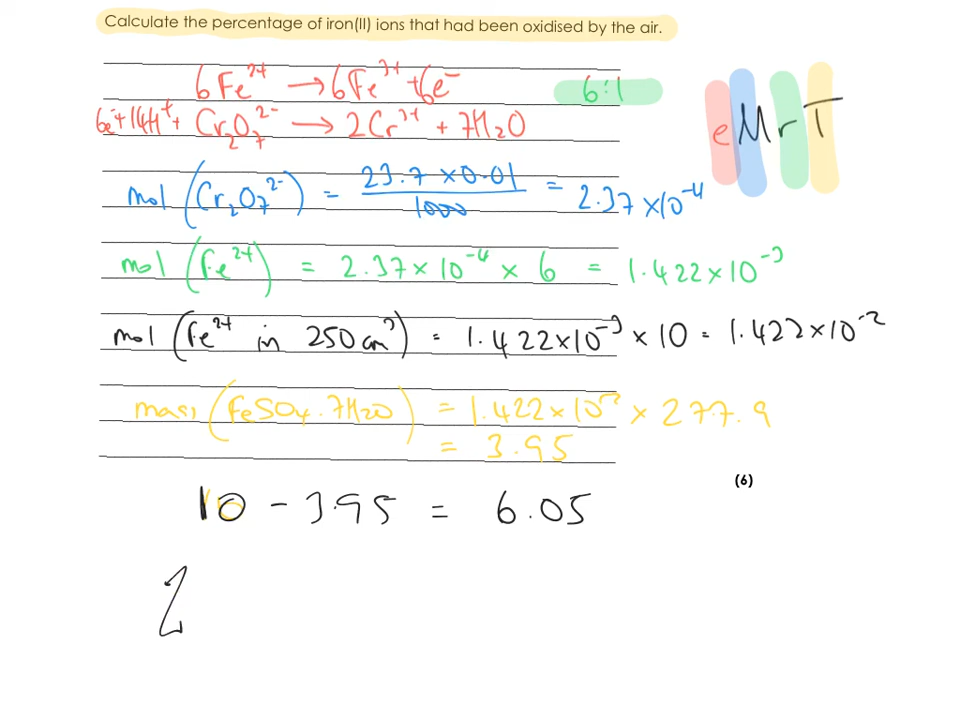 Calculate the percentage of iron(II) ions that had been oxidised by the air.
6Fe²⁺ → 6Fe³⁺ + 6e⁻
6:1
eMrT
6e⁻ + 14H⁺ + Cr₂O₇²⁻ → 2Cr³⁺ + 7H₂O
mol (Cr₂O₇²⁻) = 23.7 × 0.01 / 1000 = 2.37 × 10⁻⁴
mol (Fe²⁺) = 2.37 × 10⁻⁴ × 6 = 1.422 × 10⁻³
mol (Fe²⁺ in 250cm³) = 1.422 × 10⁻³ × 10 = 1.422 × 10⁻²
mass (FeSO₄.7H₂O) = 1.422 × 10⁻² × 277.9
= 3.95
(6)
10 - 3.95 = 6.05